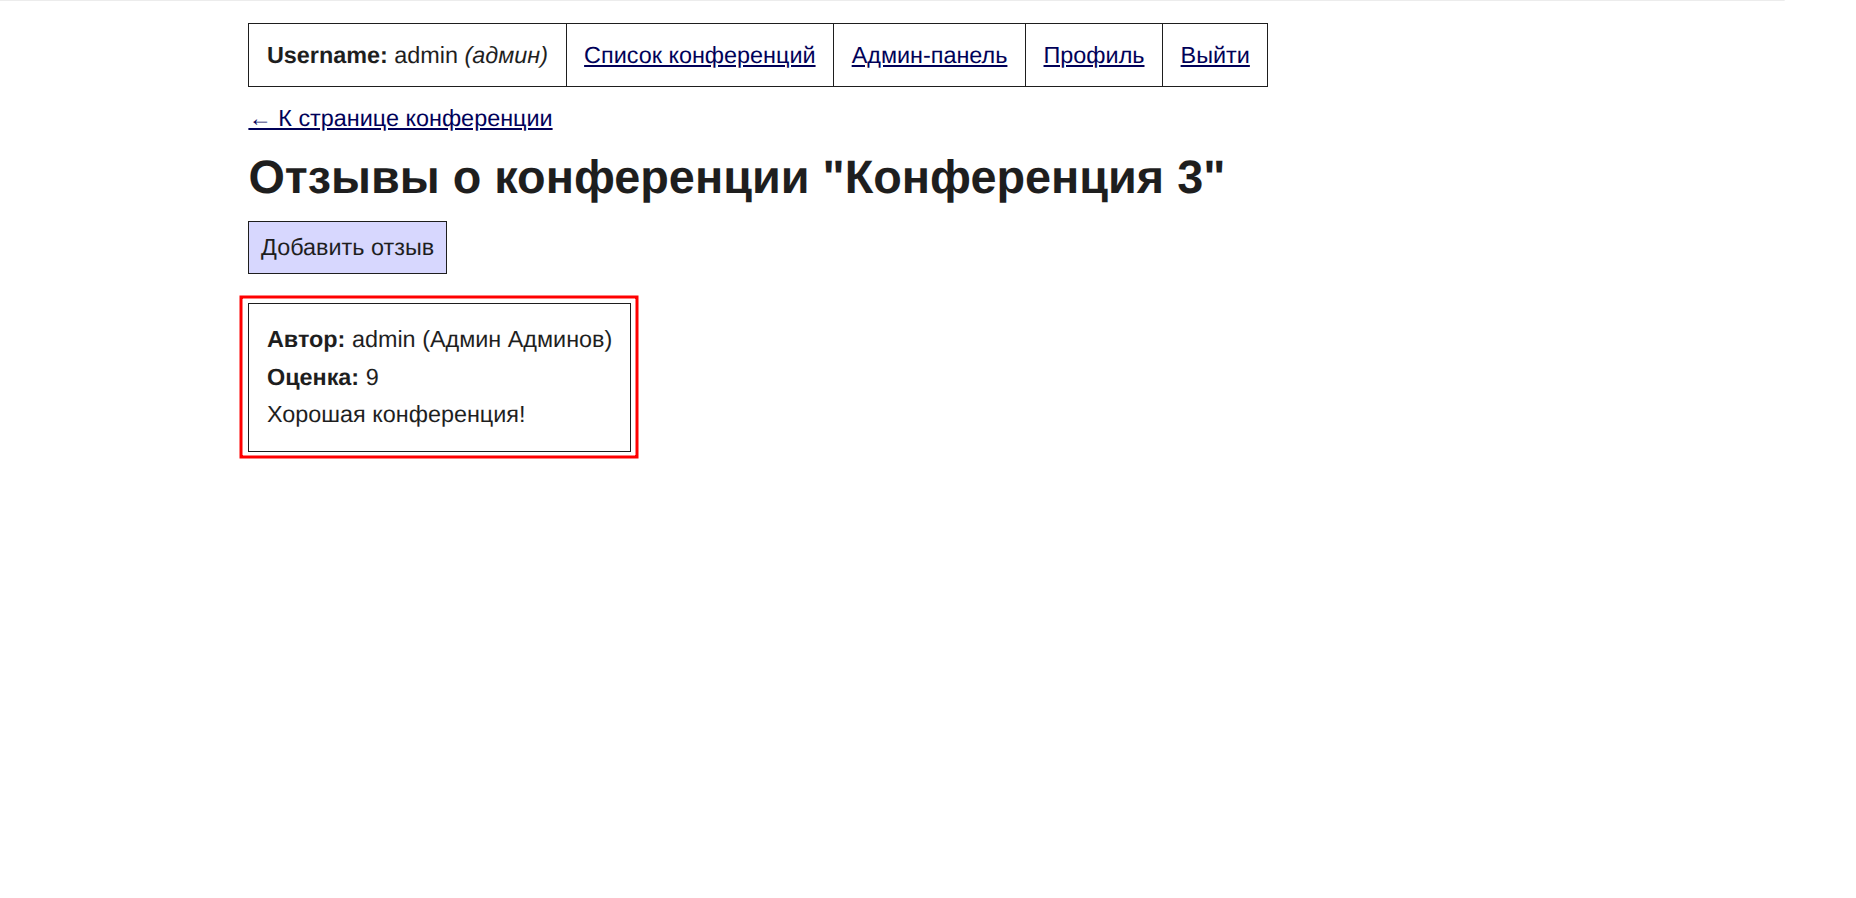 Username: admin (админ) Список конференций Админ-панель Профиль Выйти
← К странице конференции
Отзывы о конференции "Конференция 3"
Добавить отзыв
Автор: admin (Админ Админов)
Оценка: 9
Хорошая конференция!